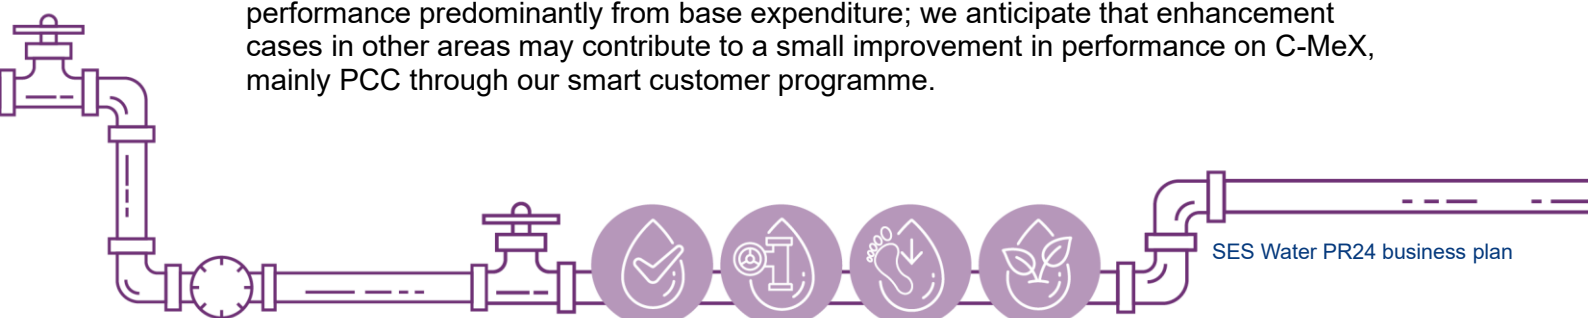 performance predominantly from base expenditure; we anticipate that enhancement
cases in other areas may contribute to a small improvement in performance on C-MeX,
mainly PCC through our smart customer programme.
SES Water PR24 business plan